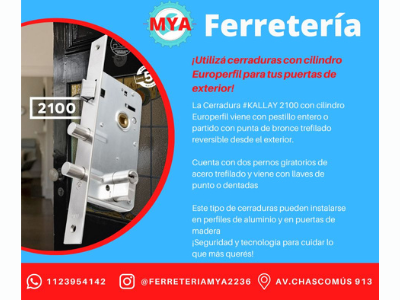 MYA Ferretería
¡Utilizá cerraduras con cilindro
Europerfil para tus puertas de
exterior!
2100
La Cerradura #KALLAY 2100 con cilindro
Europerfil viene con pestillo entero o
partido con punta de bronce trefilado
reversible desde el exterior.
Cuenta con dos pernos giratorios de
acero trefilado y viene con llaves de
punto o dentadas
Este tipo de cerraduras pueden instalarse
en perfiles de aluminio y en puertas de
madera
¡Seguridad y tecnología para cuidar lo
que más querés!
1123954142
@FERRETERIAMYA2236
AV.CHASCOMÚS 913